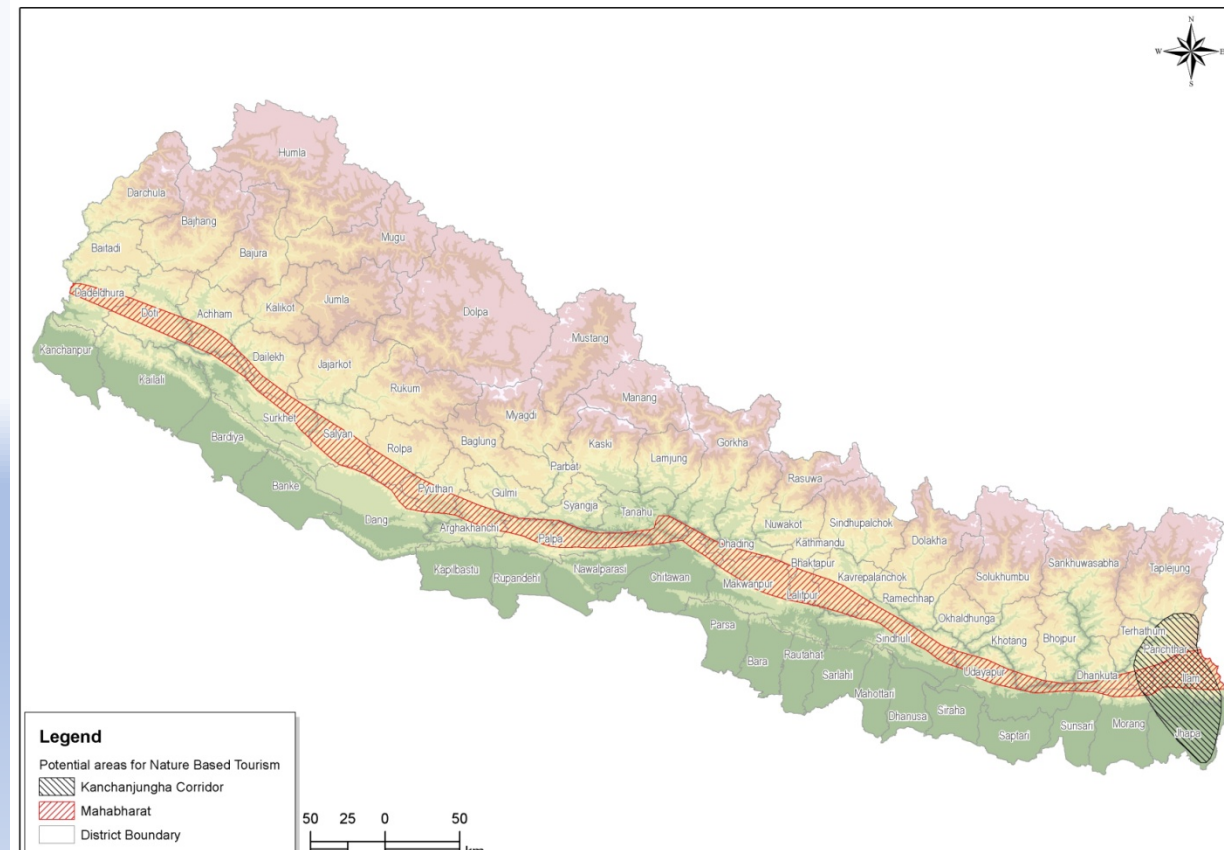 N
W E
S
Humla
Darchula
Bajhang
Mugu
Baitadi
Bajura
Dadeldhura
Jumla
Dolpa
Doti
Achham
Kalikot
Mustang
Kanchanpur
Dailekh
Jajarkot
Kailali
Rukum
Manang
Myagdi
Surkhet
Salyan
Gorkha
Bardiya
Rolpa
Baglung
Kaski
Lamjung
Parbat
Rasuwa
Banke
Pyuthan
Gulmi
Syangja
Tanahu
Nuwakot
Sindhupalchok
Dang
Arghakhanchi
Palpa
Dhading
Kathmandu
Dolakha
Bhaktapur
Solukhumbu
Sankhuwasabha
Taplejung
Kapilbastu
Rupandehi
Nawalparasi
Chitawan
Makwanpur
Kavrepalanchok
Lalitpur
Ramechhap
Okhaldhunga
Parsa
Sindhuli
Khotang
Bhojpur
Terhathum
Panchthar
Bara
Rautahat
Sarlahi
Udayapur
Dhankuta
Ilam
Mahottari
Dhanusa
Siraha
Saptari
Sunsari
Morang
Jhapa
Legend
Potential areas for Nature Based Tourism
Kanchanjungha Corridor
Mahabharat
District Boundary
50 25 0 50
km